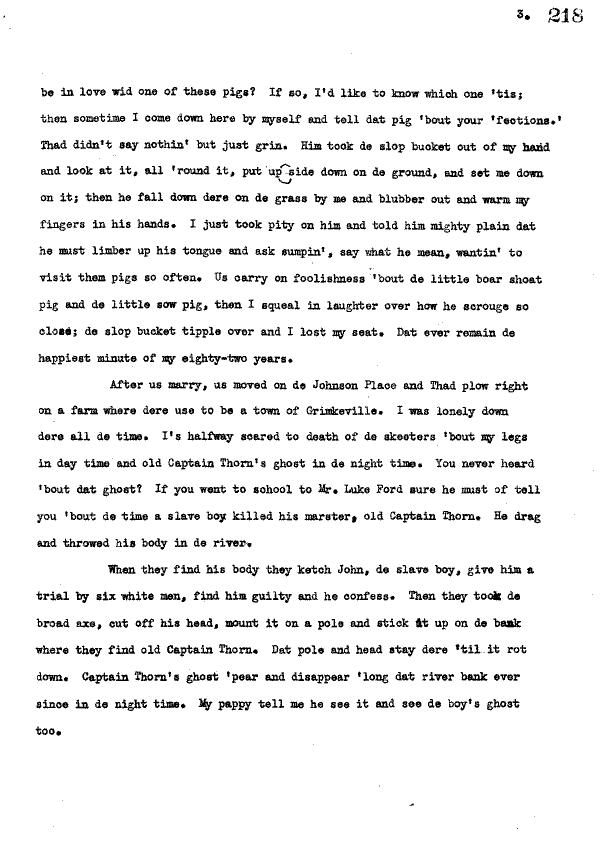 3. 218
be in love wid one of these pigs? If so, I'd like to know which one 'tis;
then sometime I come down here by myself and tell dat pig 'bout your 'fections.'
Thad didn't say nothin' but just grin. Him took de slop bucket out of my hand
and look at it, all 'round it, put up side down on de ground, and set me down
on it; then he fall down dere on de grass by me and blubber out and warm my
fingers in his hands. I just took pity on him and told him mighty plain dat
he must limber up his tongue and ask sumpin', say what he mean, wantin' to
visit them pigs so often. Us carry on foolishness 'bout de little boar shoat
pig and de little sow pig, then I squeal in laughter over how he scrouge so
close; de slop bucket tipple over and I lost my seat. Dat ever remain de
happiest minute of my eighty-two years.
After us marry, us moved on de Johnson Place and Thad plow right
on a farm where dere use to be a town of Grimkeville. I was lonely down
dere all de time. I's halfway scared to death of de skeeters 'bout my legs
in day time and old Captain Thorn's ghost in de night time. You never heard
'bout dat ghost? If you went to school to Mr. Luke Ford sure he must of tell
you 'bout de time a slave boy killed his marster, old Captain Thorn. He drag
and throwed his body in de river.
When they find his body they ketch John, de slave boy, give him a
trial by six white men, find him guilty and he confess. Then they took de
broad axe, cut off his head, mount it on a pole and stick it up on de bank
where they find old Captain Thorn. Dat pole and head stay dere 'til it rot
down. Captain Thorn's ghost 'pear and disappear 'long dat river bank ever
since in de night time. My pappy tell me he see it and see de boy's ghost
too.